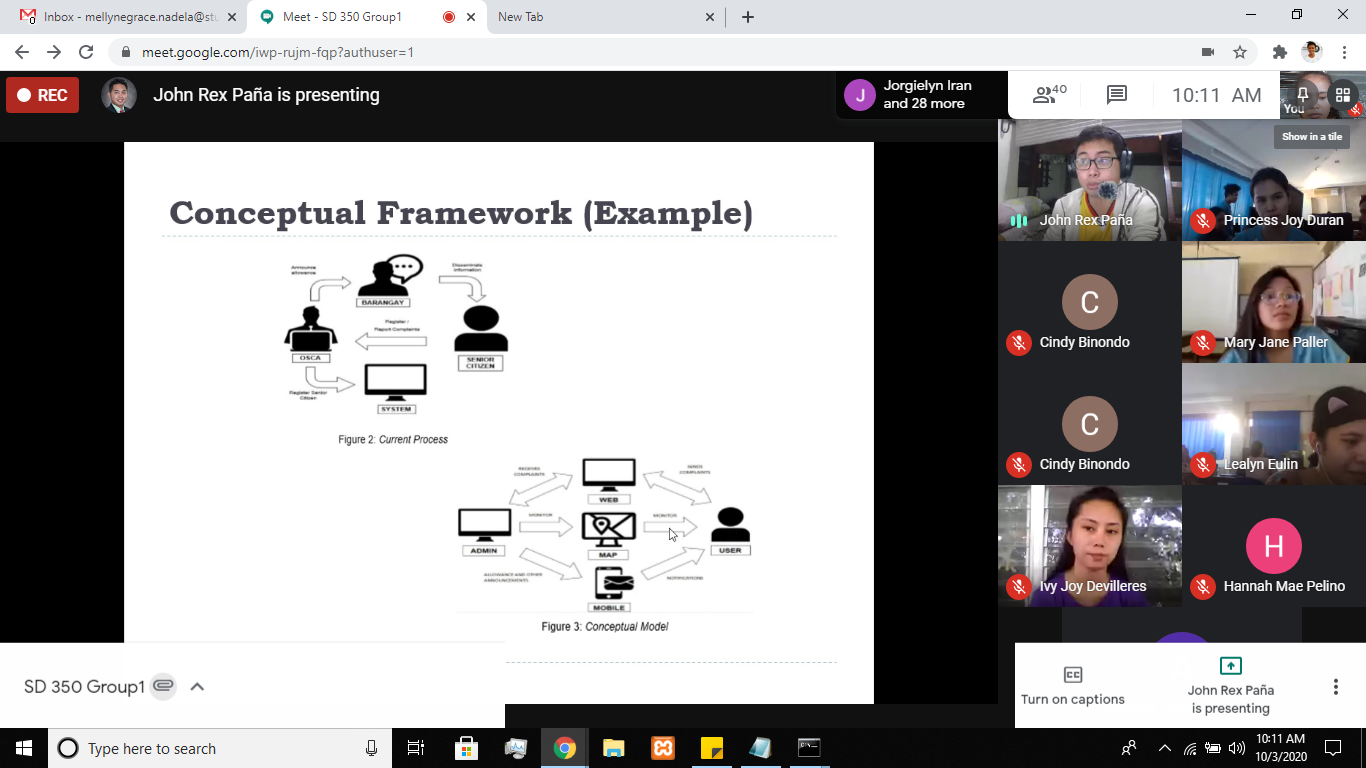 Inbox - mellynegrace.nadela@stu
Meet - SD 350 Group1
New Tab
meet.google.com/iwp-rujm-fqp?authuser=1
REC
John Rex Paña is presenting
J
Jorgielyn Iran
and 28 more
40
10:11 AM
You
Show in a tile
Conceptual Framework (Example)
Announce
allowance
Disseminate
information
BARANGAY
Register /
Report Complaints
OSCA
SENIOR
CITIZEN
Register Senior
Citizen
SYSTEM
Figure 2: Current Process
RECEIVES
COMPLAINTS
SENDS
COMPLAINTS
WEB
MONITOR
MONITOR
ADMIN
MAP
USER
ALLOWANCE AND OTHER
ANNOUNCEMENTS
NOTIFICATIONS
MOBILE
Figure 3: Conceptual Model
John Rex Paña
Princess Joy Duran
C
Cindy Binondo
Mary Jane Paller
C
Cindy Binondo
Lealyn Eulin
Ivy Joy Devilleres
H
Hannah Mae Pelino
SD 350 Group1
Turn on captions
John Rex Paña
is presenting
Type here to search
10:11 AM
10/3/2020